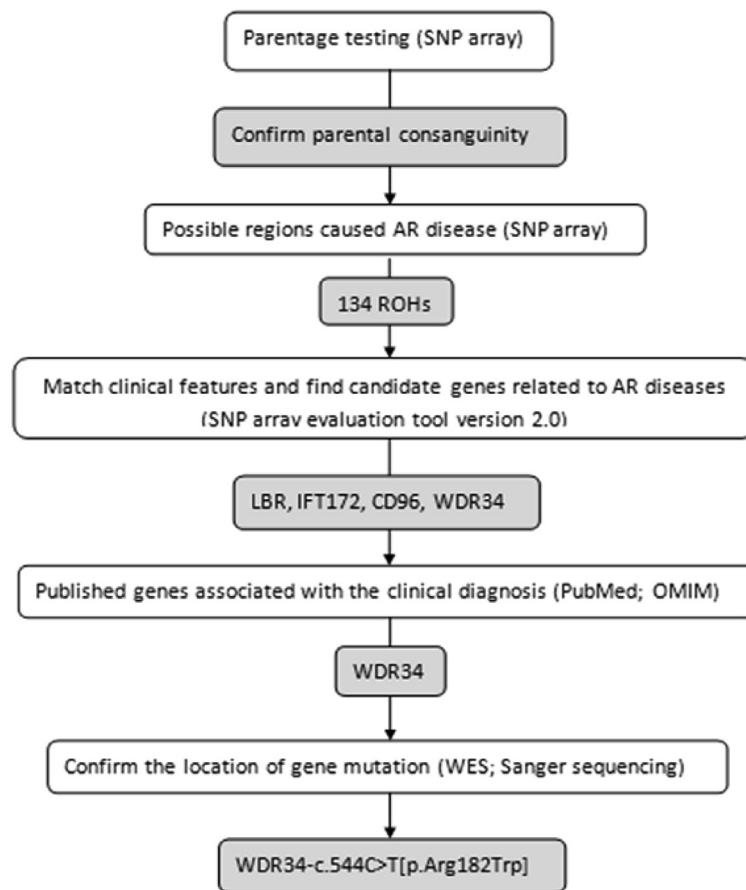 Parentage testing (SNP array)
Confirm parental consanguinity
Possible regions caused AR disease (SNP array)
134 ROHs
Match clinical features and find candidate genes related to AR diseases
(SNP array evaluation tool version 2.0)
LBR, IFT172, CD96, WDR34
Published genes associated with the clinical diagnosis (PubMed; OMIM)
WDR34
Confirm the location of gene mutation (WES; Sanger sequencing)
WDR34-c.544C>T[p.Arg182Trp]